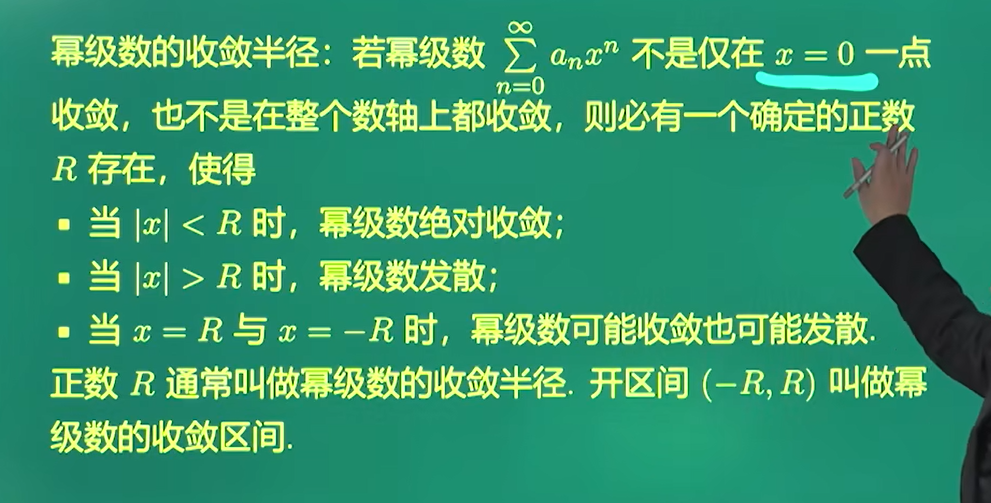 幂级数的收敛半径：若幂级数 $\sum_{n=0}^{\infty} a_n x^n$ 不是仅在 $x = 0$ 一点
收敛，也不是在整个数轴上都收敛，则必有一个确定的正数
$R$ 存在，使得
▪ 当 $|x| < R$ 时，幂级数绝对收敛；
▪ 当 $|x| > R$ 时，幂级数发散；
▪ 当 $x = R$ 与 $x = -R$ 时，幂级数可能收敛也可能发散.
正数 $R$ 通常叫做幂级数的收敛半径. 开区间 $(-R, R)$ 叫做幂
级数的收敛区间.